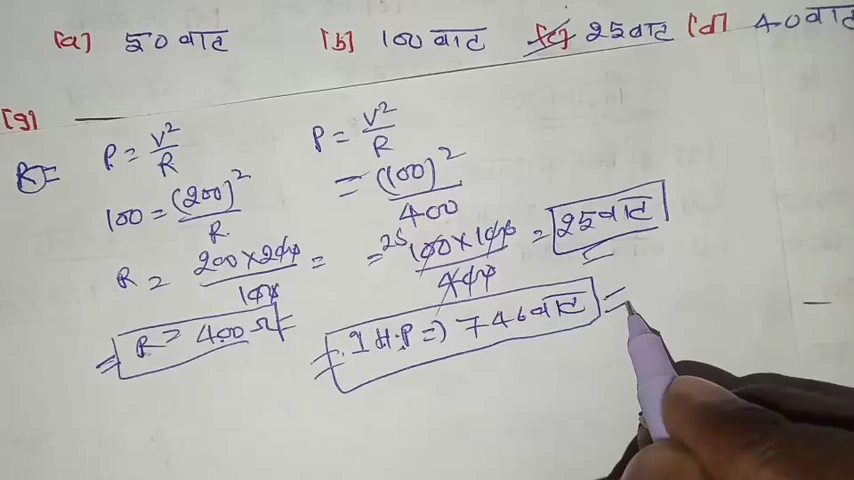 [a] 50 वाट [b] 100 वाट [c] 25 वाट [d] 40 वाट
[g]
R = P = V²/R P = V²/R
100 = (200)²/R = (100)²/400
R = 200 × 200/100 = = 25 100 × 100/400 = 25 वाट
= R = 400 Ω = 1 H.P = 746 वाट =